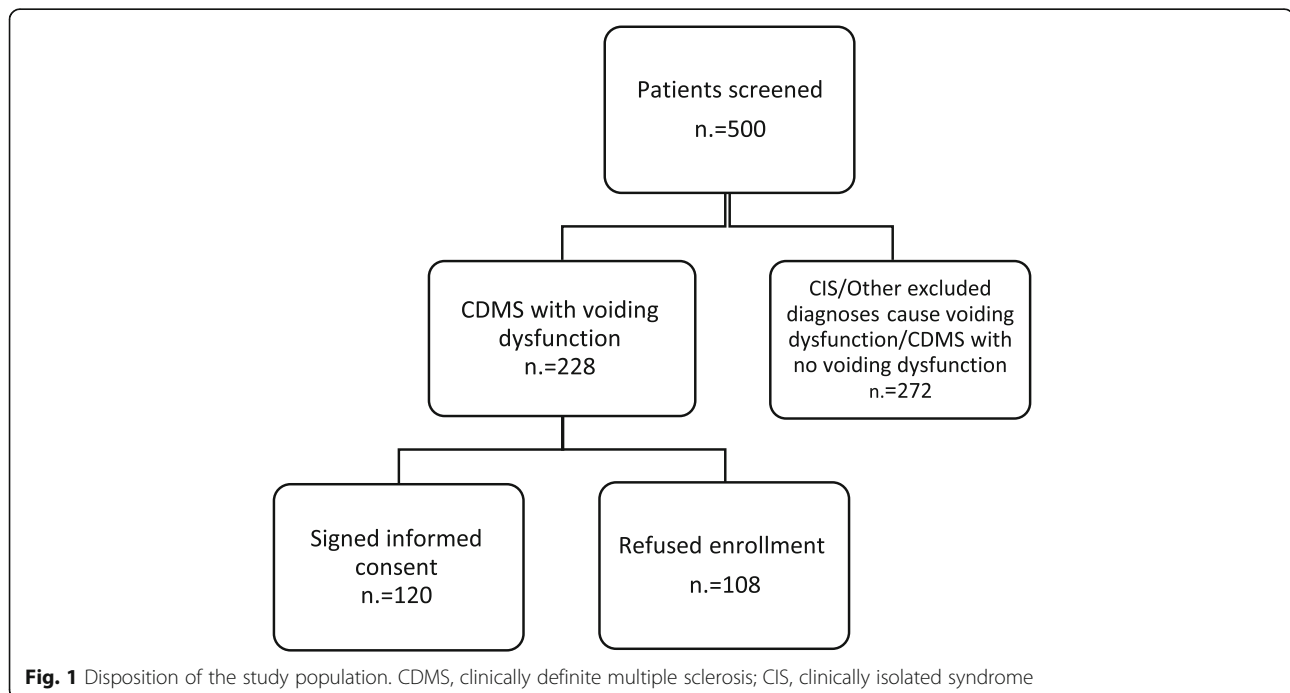 Patients screened
n.=500
CDMS with voiding
dysfunction
n.=228
CIS/Other excluded
diagnoses cause voiding
dysfunction/CDMS with
no voiding dysfunction
n.=272
Signed informed
consent
n.=120
Refused enrollment
n.=108
Fig. 1 Disposition of the study population. CDMS, clinically definite multiple sclerosis; CIS, clinically isolated syndrome